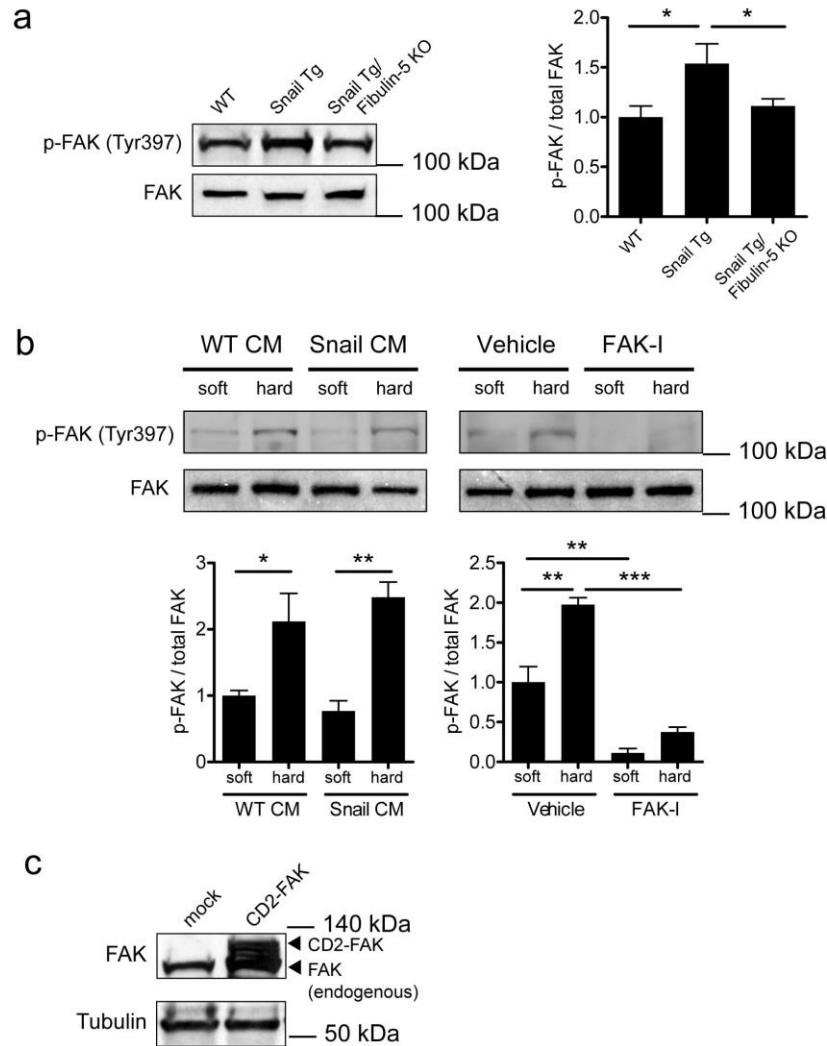 a
WT
Snail Tg
Snail Tg/
Fibulin-5 KO
p-FAK (Tyr397)
100 kDa
FAK
100 kDa
p-FAK / total FAK
2.0
1.5
1.0
0.5
0.0
* *
WT
Snail Tg
Snail Tg/
Fibulin-5 KO
b
WT CM Snail CM Vehicle FAK-I
soft hard soft hard soft hard soft hard
p-FAK (Tyr397)
100 kDa
FAK
100 kDa
p-FAK / total FAK
3
2
1
0
* **
soft hard soft hard
WT CM Snail CM
p-FAK / total FAK
2.5
2.0
1.5
1.0
0.5
0.0
**
** ***
soft hard soft hard
Vehicle FAK-I
c
mock
CD2-FAK
140 kDa
FAK
CD2-FAK
FAK
(endogenous)
Tubulin
50 kDa